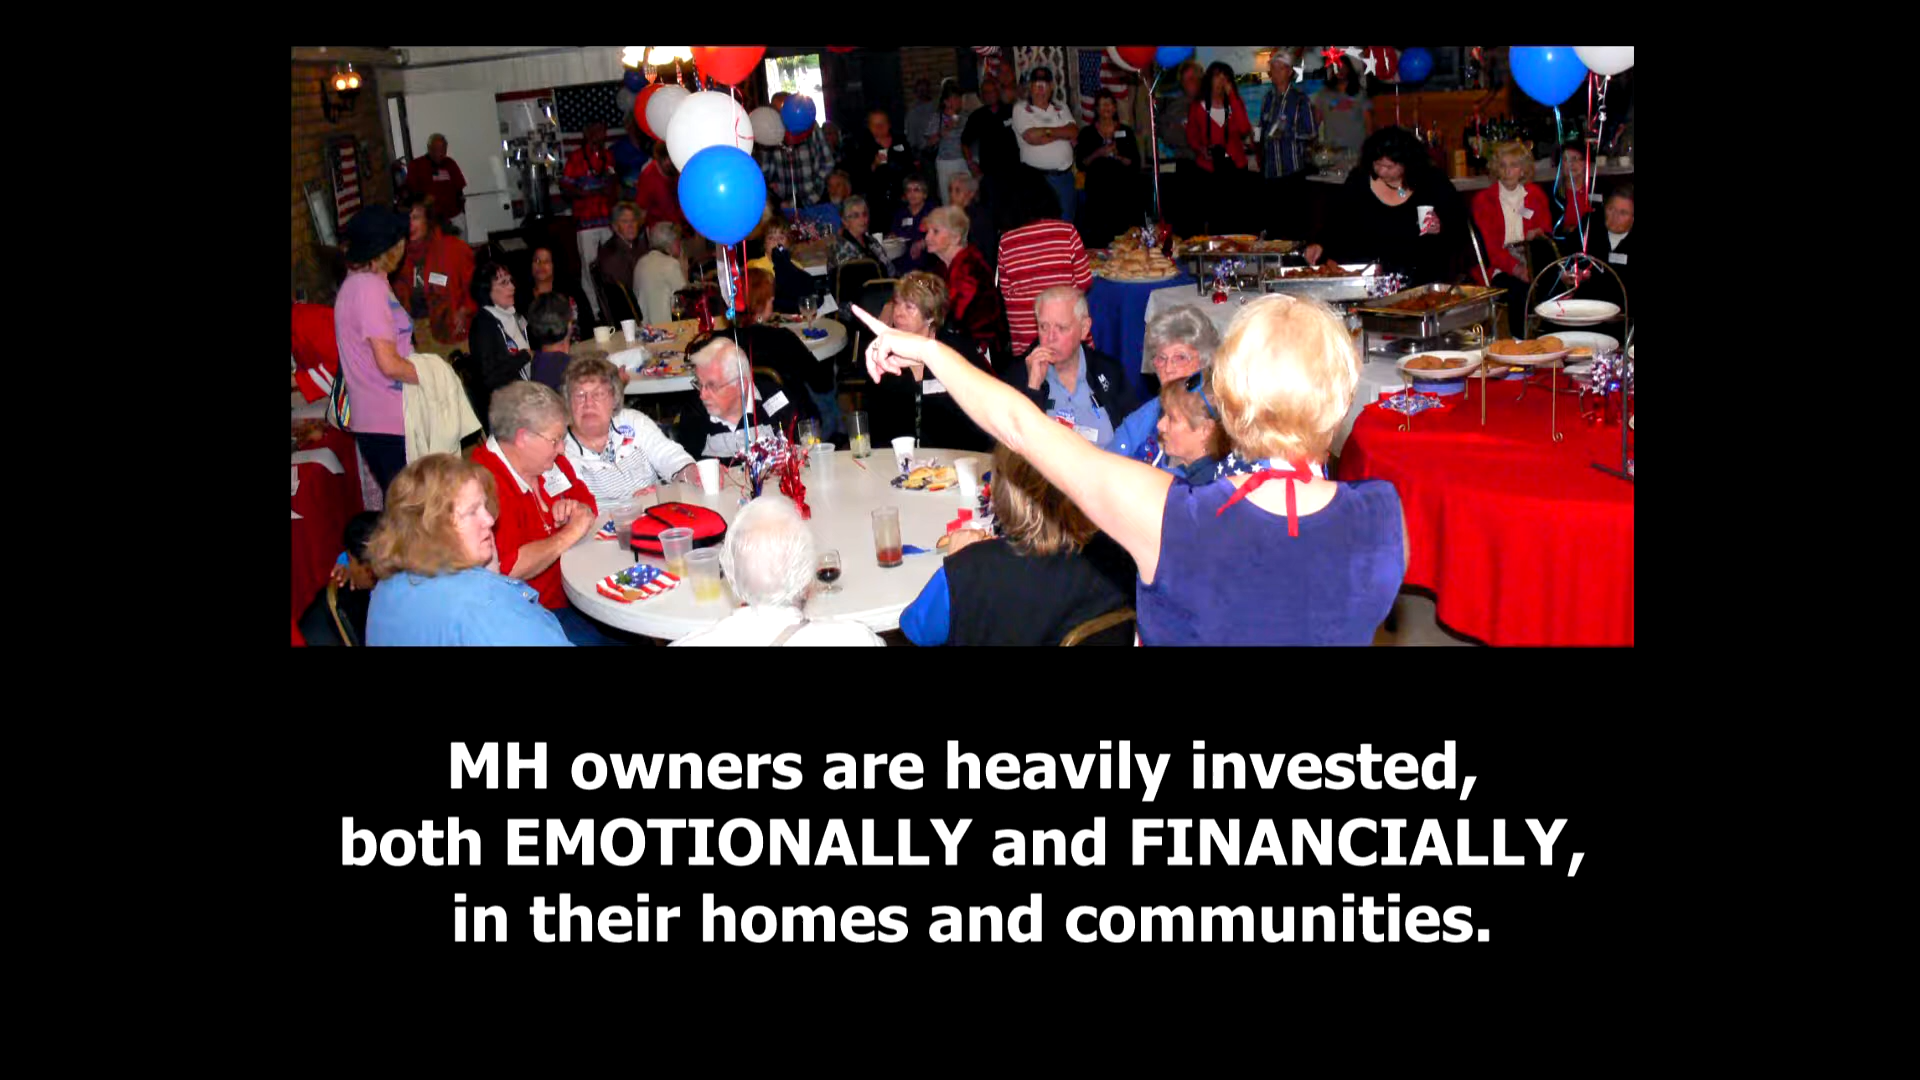 MH owners are heavily invested,
both EMOTIONALLY and FINANCIALLY,
in their homes and communities.